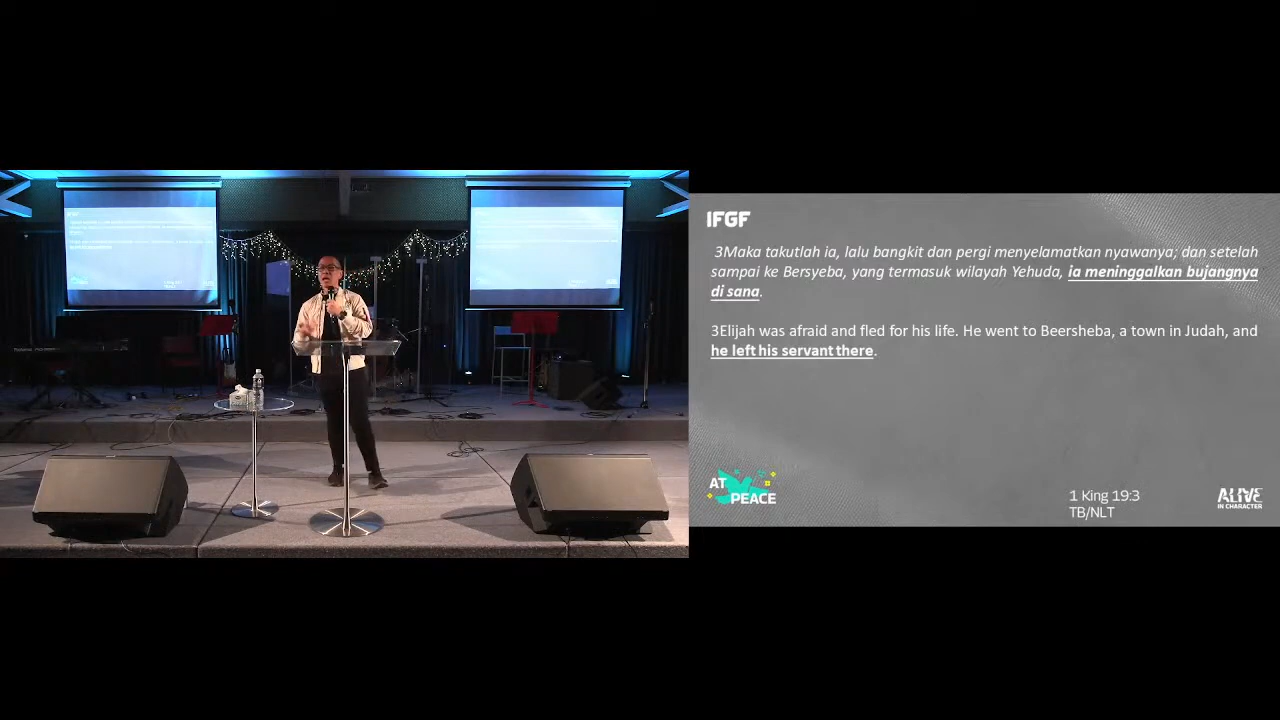 IFGF
3Maka takutlah ia, lalu bangkit dan pergi menyelamatkan nyawanya; dan setelah
sampai ke Bersyeba, yang termasuk wilayah Yehuda, ia meninggalkan bujangnya
di sana.
3Elijah was afraid and fled for his life. He went to Beersheba, a town in Judah, and
he left his servant there.
AT
PEACE
1 King 19:3
TB/NLT
ALIVE
IN CHARACTER